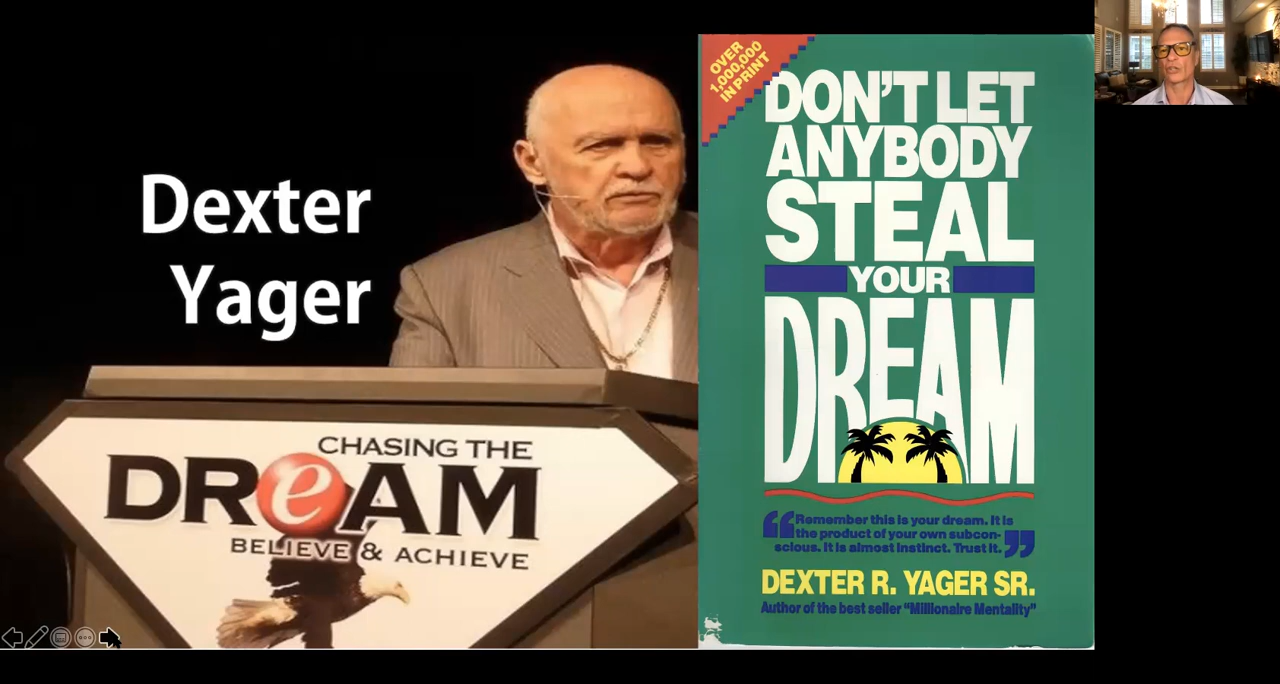 Dexter
Yager
CHASING THE
DREAM
BELIEVE & ACHIEVE
OVER
1,000,000
IN PRINT
DON'T LET
ANYBODY
STEAL
YOUR
DREAM
“Remember this is your dream. It is
the product of your own subcon-
scious. It is almost instinct. Trust it.”
DEXTER R. YAGER SR.
Author of the best seller "Millionaire Mentality"